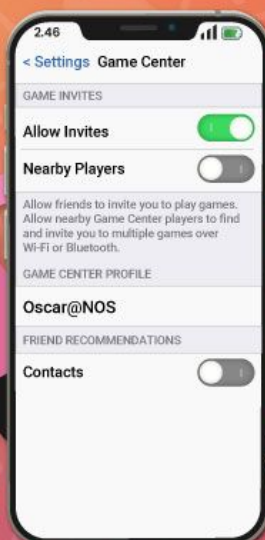 2.46
< Settings Game Center
GAME INVITES
Allow Invites
Nearby Players
Allow friends to invite you to play games.
Allow nearby Game Center players to find
and invite you to multiple games over
Wi-Fi or Bluetooth.
GAME CENTER PROFILE
Oscar@NOS
FRIEND RECOMMENDATIONS
Contacts